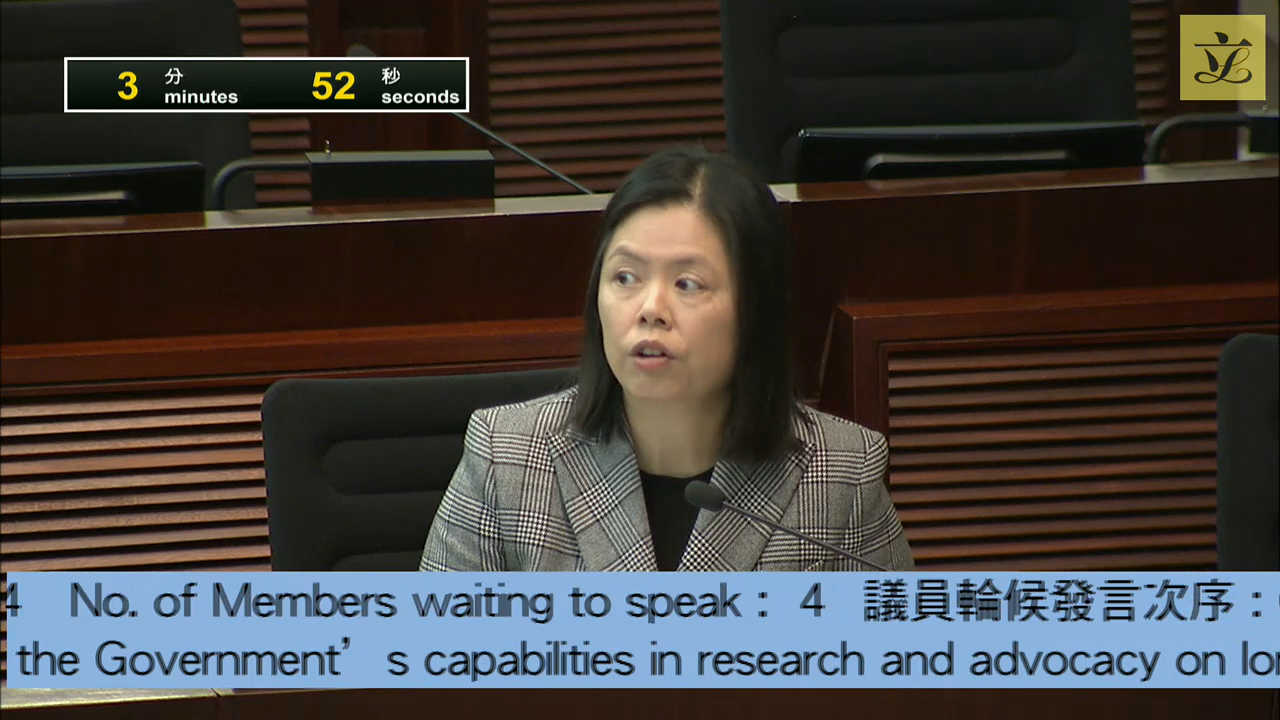 3 分 minutes 52 秒 seconds
4 No. of Members waiting to speak : 4 議員輪候發言次序 :
the Government’s capabilities in research and advocacy on